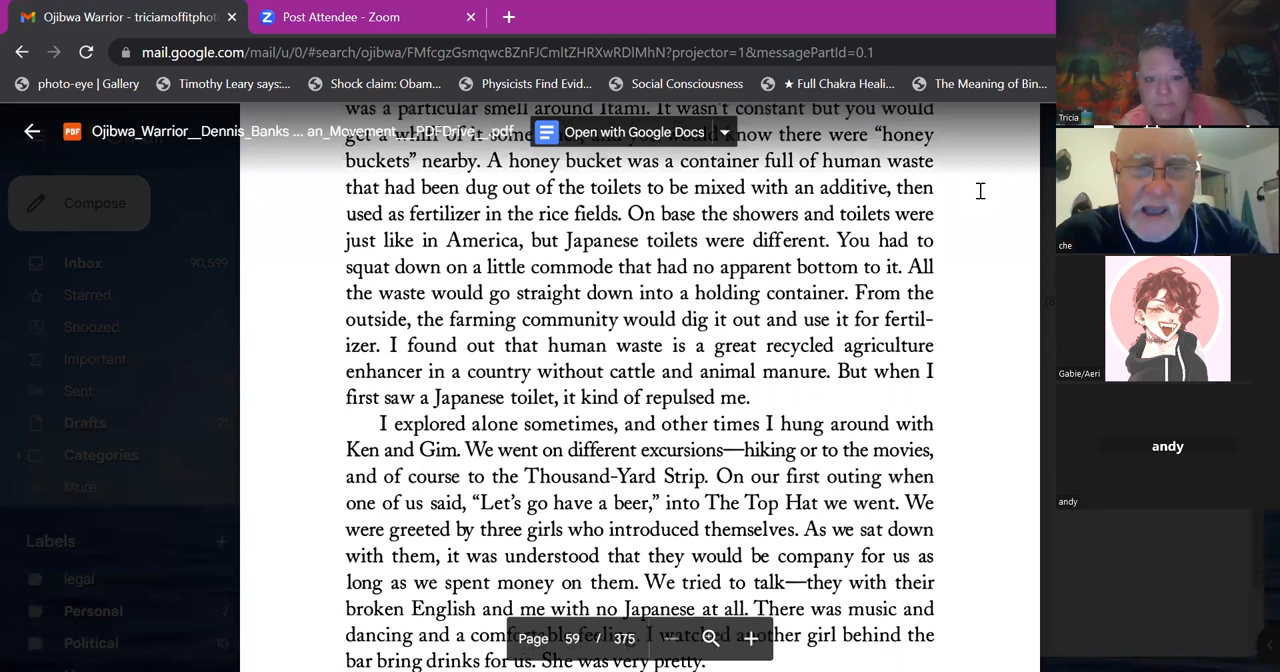 Ojibwa Warrior - triciamoffitphot
Post Attendee - Zoom
mail.google.com/mail/u/0/#search/ojibwa/FMfcgzGsmqwcBZnFJCmltZHRXwRDlMhN?projector=1&messagePartId=0.1
photo-eye | Gallery
Timothy Leary says:...
Shock claim: Obam...
Physicists Find Evid...
Social Consciousness
★ Full Chakra Heali...
The Meaning of Bin...
PDF
Ojibwa_Warrior__Dennis_Banks ... an_Movement_ _ PDFDrive_ .pdf
Open with Google Docs
Compose
Inbox 90,599
Starred
Snoozed
Important
Sent
Drafts 21
Categories
More
Labels
legal
Personal
Political
was a particular smell around Itami. It wasn't constant but you would
get a whiff of it know there were “honey
buckets” nearby. A honey bucket was a container full of human waste
that had been dug out of the toilets to be mixed with an additive, then
used as fertilizer in the rice fields. On base the showers and toilets were
just like in America, but Japanese toilets were different. You had to
squat down on a little commode that had no apparent bottom to it. All
the waste would go straight down into a holding container. From the
outside, the farming community would dig it out and use it for fertil-
izer. I found out that human waste is a great recycled agriculture
enhancer in a country without cattle and animal manure. But when I
first saw a Japanese toilet, it kind of repulsed me.
I explored alone sometimes, and other times I hung around with
Ken and Gim. We went on different excursions—hiking or to the movies,
and of course to the Thousand-Yard Strip. On our first outing when
one of us said, “Let's go have a beer,” into The Top Hat we went. We
were greeted by three girls who introduced themselves. As we sat down
with them, it was understood that they would be company for us as
long as we spent money on them. We tried to talk—they with their
broken English and me with no Japanese at all. There was music and
dancing and a comfortable feeling. I watched another girl behind the
bar bring drinks for us. She was very pretty.
Page 59 / 375
Tricia
che
Gabie/Aeri
andy
andy